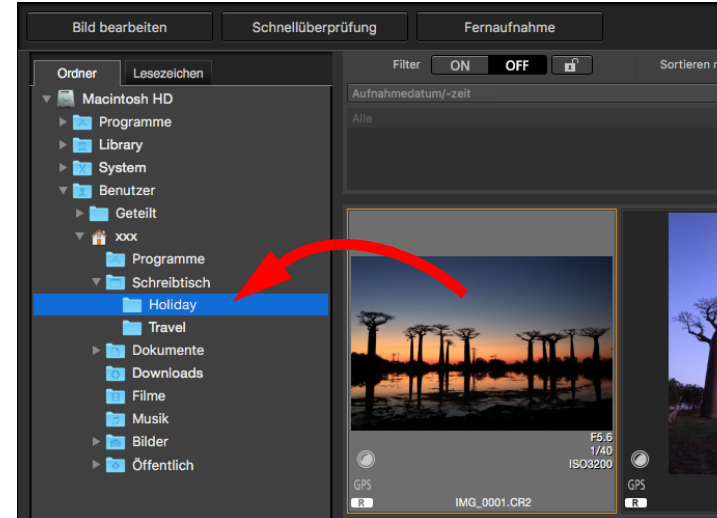 Bild bearbeiten
Schnellüberprüfung
Fernaufnahme
Ordner
Lesezeichen
Filter
ON
OFF
Sortieren
Aufnahmedatum/-zeit
Alle
Macintosh HD
Programme
Library
System
Benutzer
Geteilt
xxx
Programme
Schreibtisch
Holiday
Travel
Dokumente
Downloads
Filme
Musik
Bilder
Öffentlich
F5.6
1/40
ISO3200
GPS
R
IMG_0001.CR2
GPS
R